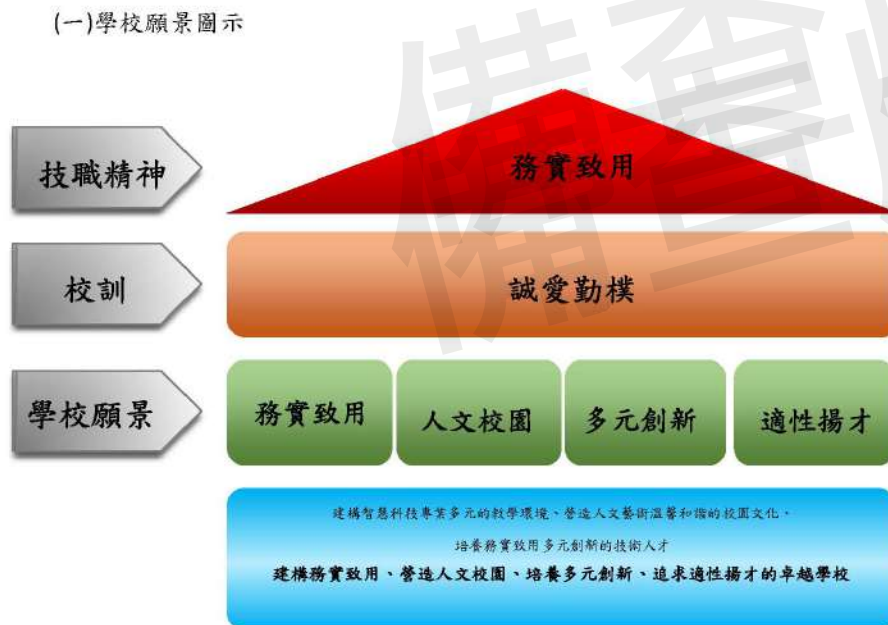 (一)學校願景圖示
備查
技職精神
務實致用
校訓
誠愛勤樸
學校願景
務實致用
人文校園
多元創新
適性揚才
建構智慧科技專業多元的教學環境、營造人文藝術溫馨和諧的校園文化、
培養務實致用多元創新的技術人才
建構務實致用、營造人文校園、培養多元創新、追求適性揚才的卓越學校